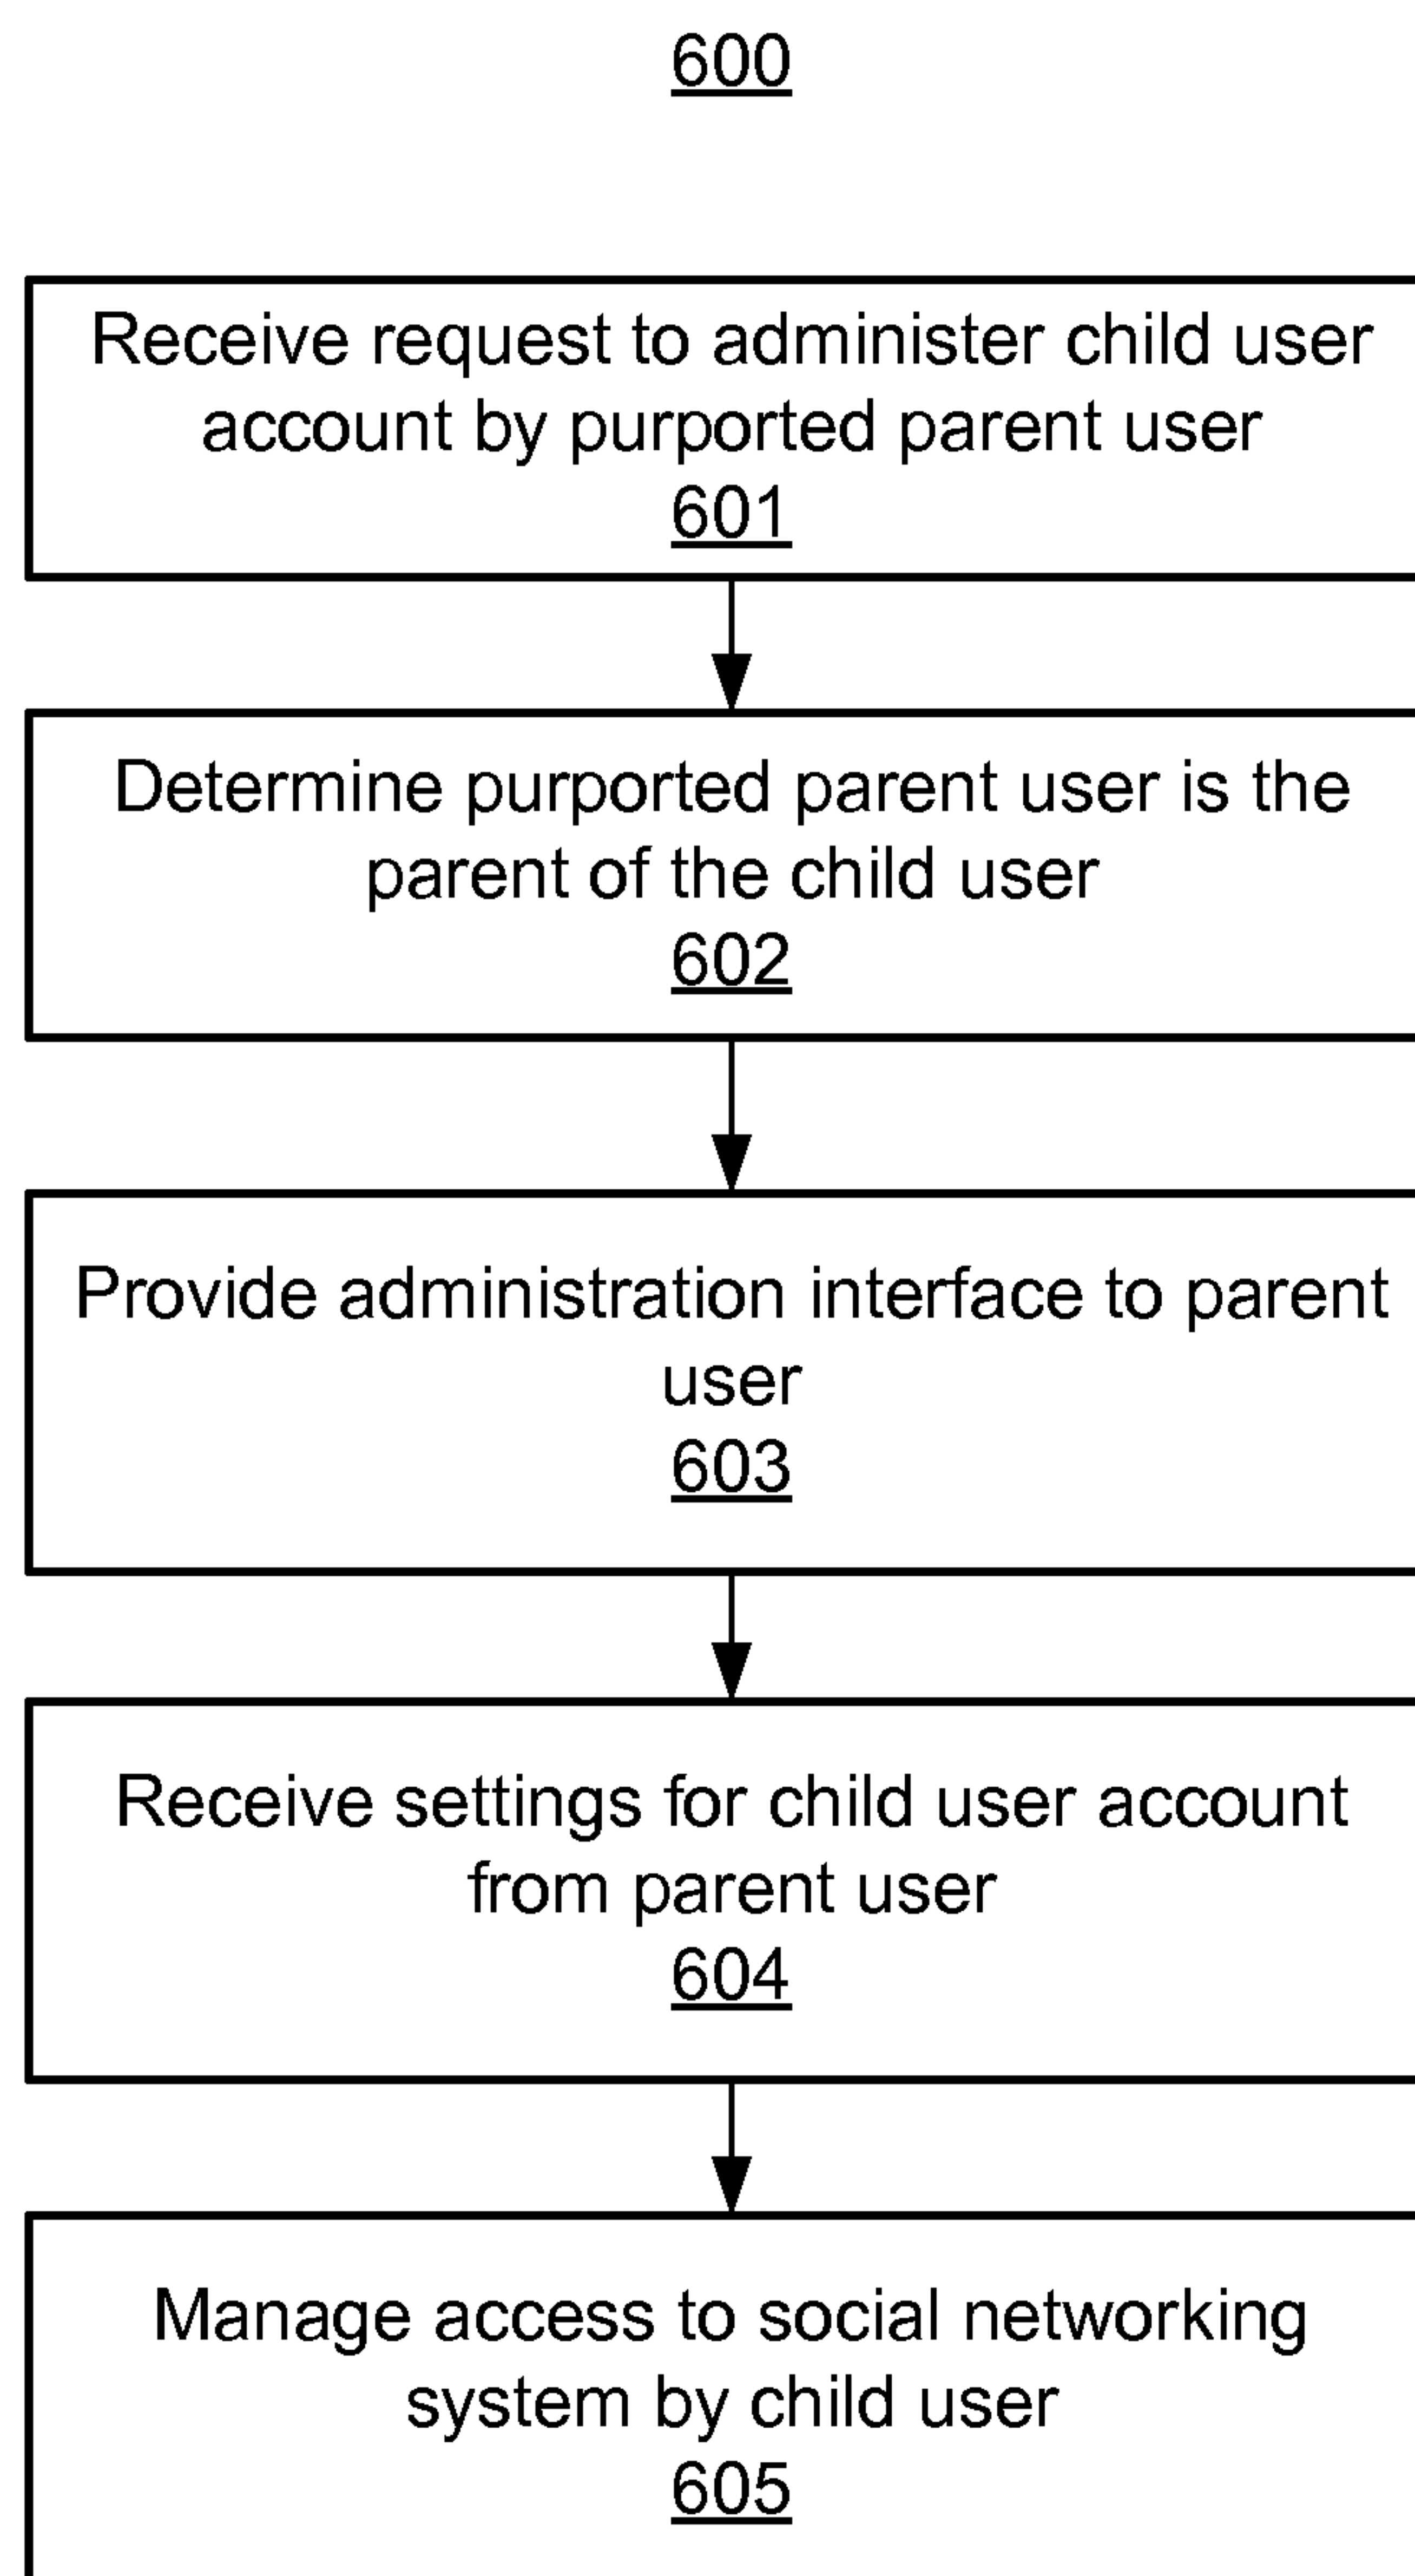 600
Receive request to administer child user
account by purported parent user
601
Determine purported parent user is the
parent of the child user
602
Provide administration interface to parent
user
603
Receive settings for child user account
from parent user
604
Manage access to social networking
system by child user
605